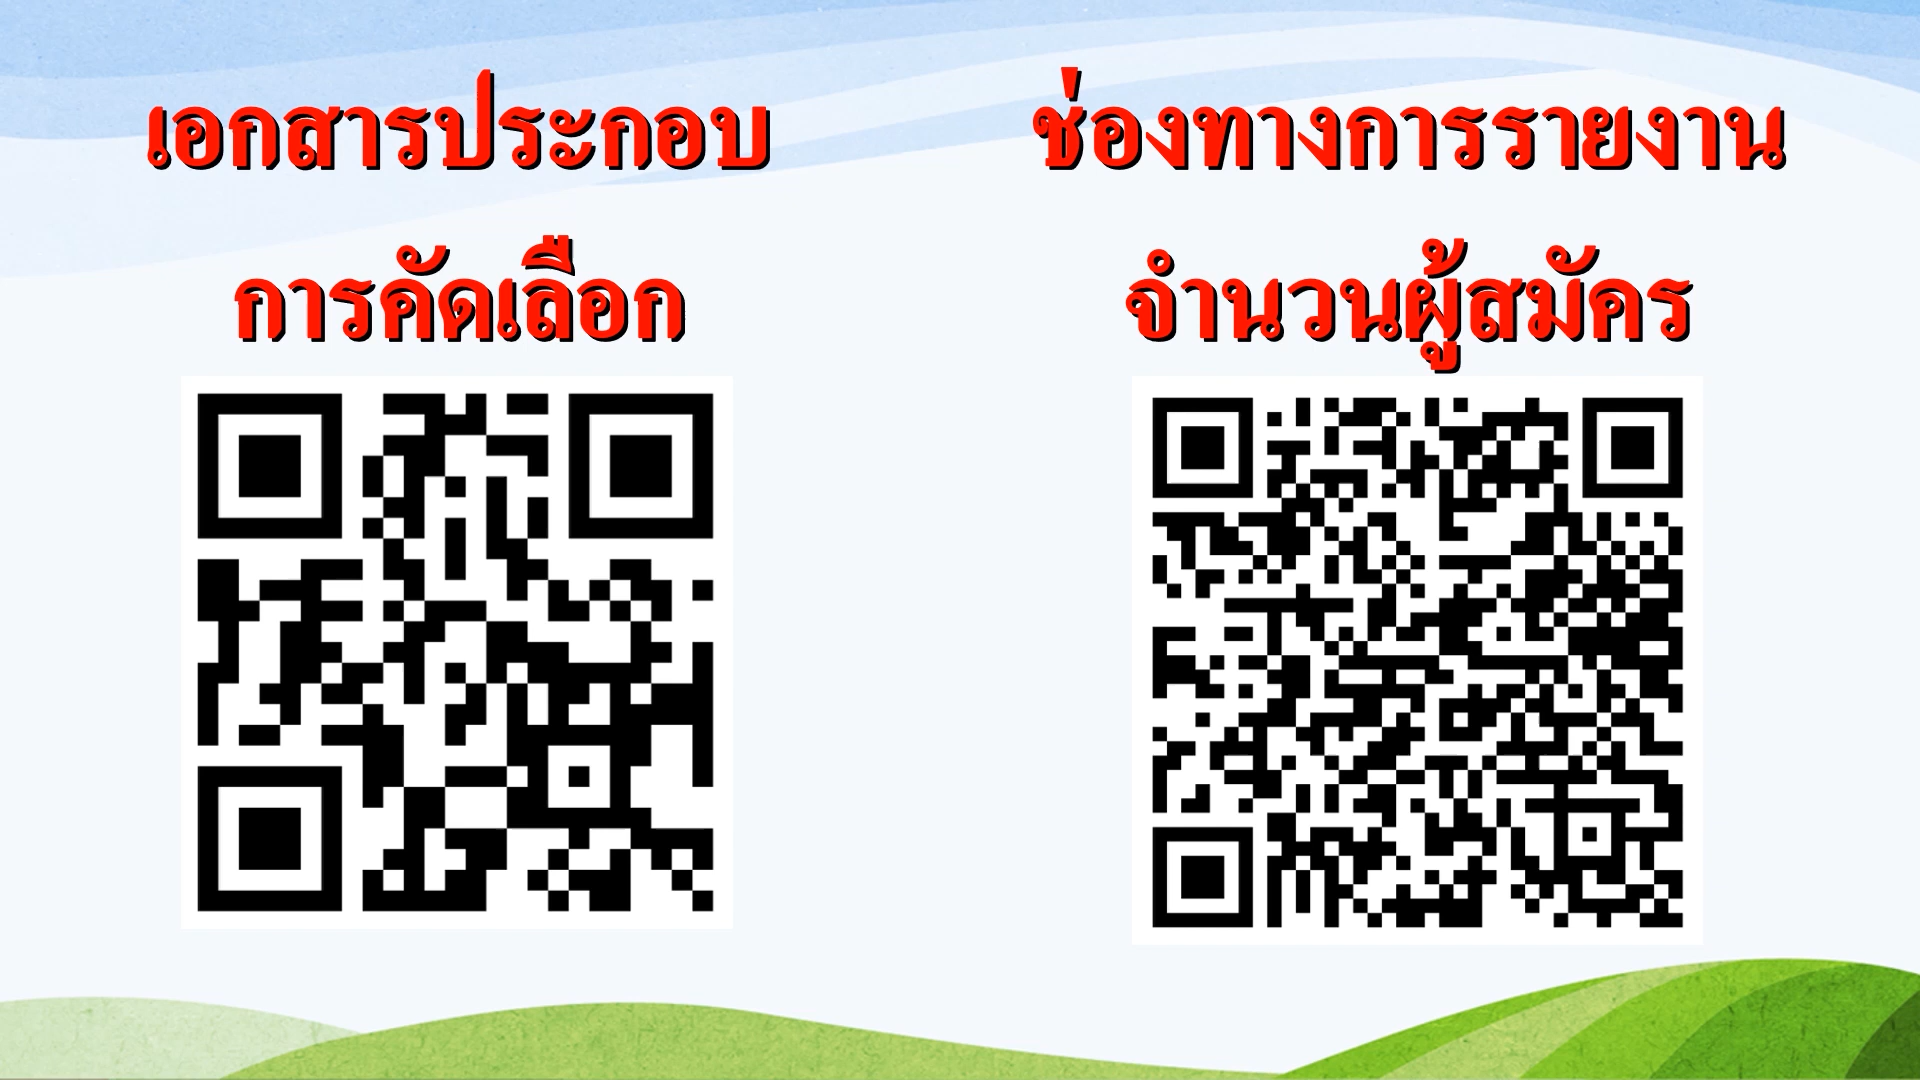 เอกสารประกอบ
การคัดเลือก
ช่องทางการรายงาน
จำนวนผู้สมัคร